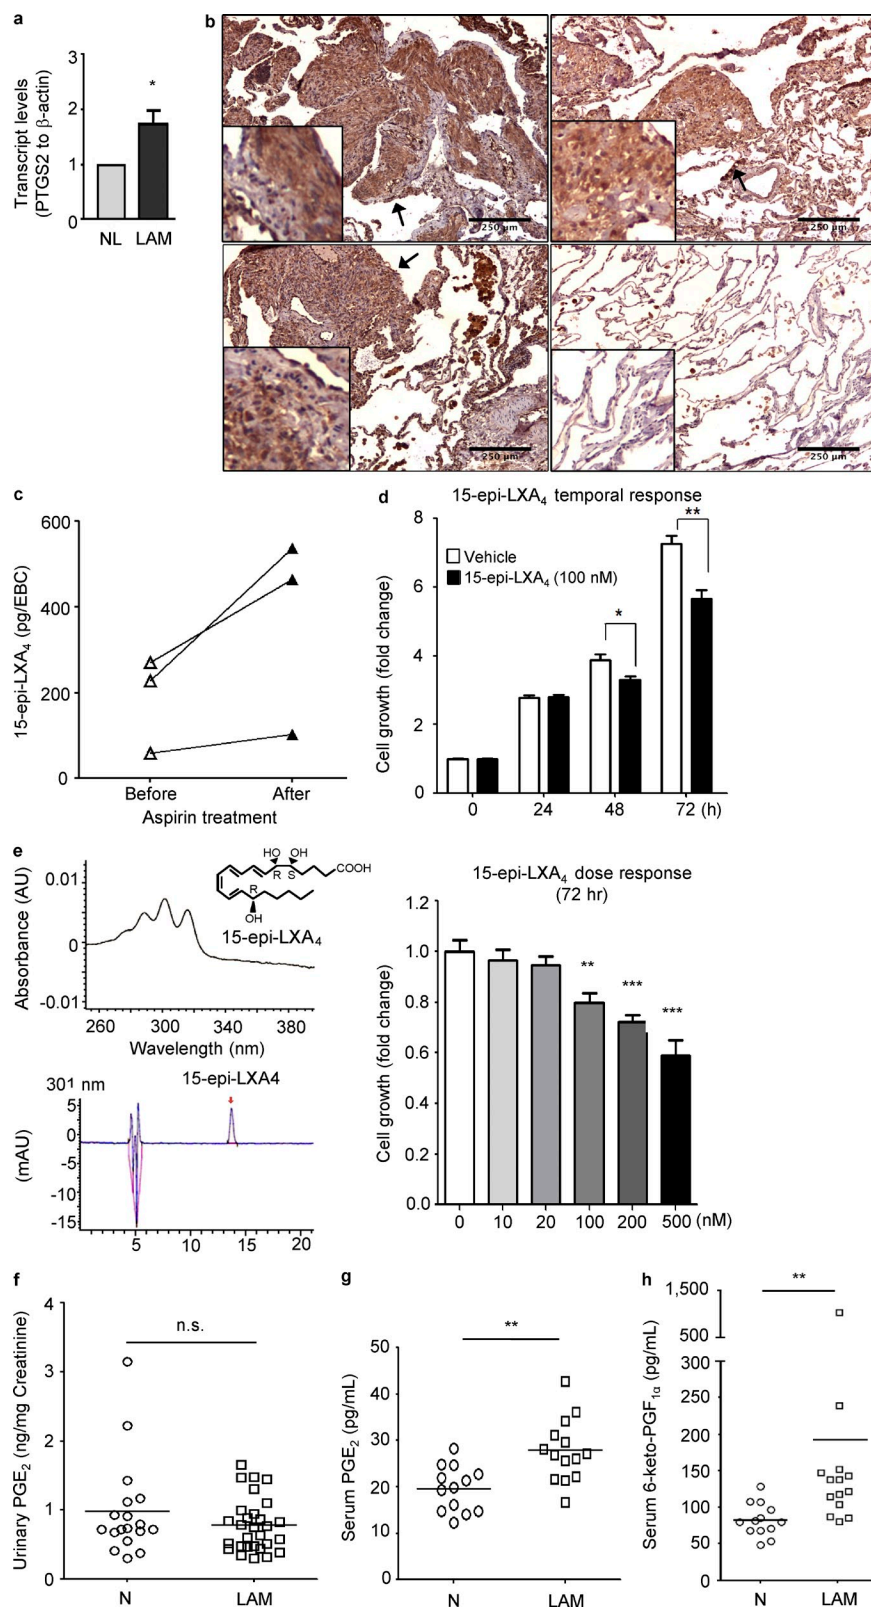 a
Transcript levels
(PTGS2 to β-actin)
3
2
1
0
*
NL LAM
b
250 µm
250 µm
250 µm
250 µm
c
15-epi-LXA4 (pg/EBC)
600
400
200
0
Before After
Aspirin treatment
d
15-epi-LXA4 temporal response
Cell growth (fold change)
8
6
4
2
0
Vehicle
15-epi-LXA4 (100 nM)
*
**
0 24 48 72 (h)
e
Absorbance (AU)
0.01
0
-0.01
260 300 340 380
Wavelength (nm)
HO OH
R S
COOH
R
OH
15-epi-LXA4
15-epi-LXA4
301 nm
(mAU)
5
0
-5
-10
-15
5 10 15 20
15-epi-LXA4 dose response
(72 hr)
Cell growth (fold change)
1.2
1.0
0.8
0.6
0.4
0.2
0.0
**
***
***
0 10 20 100 200 500 (nM)
f
Urinary PGE2 (ng/mg Creatinine)
4
3
2
1
0
n.s.
N LAM
g
Serum PGE2 (pg/mL)
50
40
30
20
10
0
**
N LAM
h
Serum 6-keto-PGF1α (pg/mL)
1,500
500
300
250
200
150
100
50
0
**
N LAM